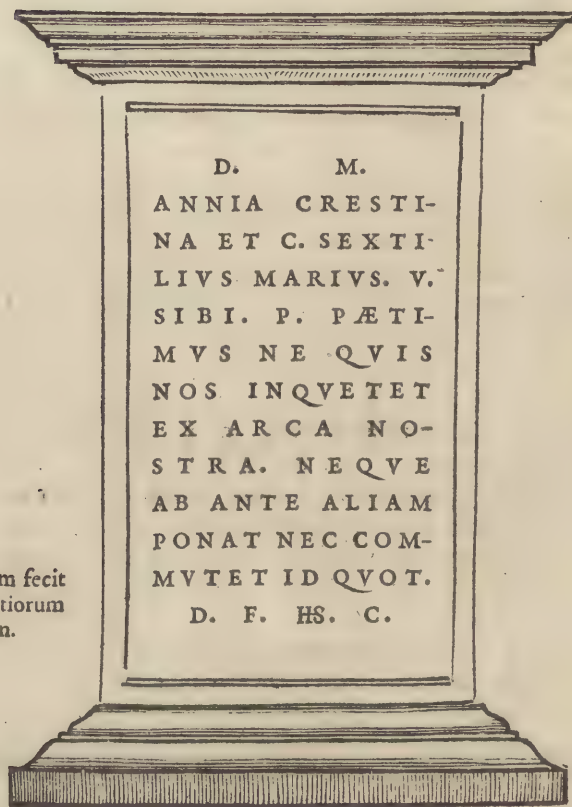 D. M.
ANNIA CRESTI-
NA ET C. SEXTI-
LIVS MARIVS. V.
SIBI. P. PÆTI-
MVS NE QVIS
NOS INQVETET
EX ARCA NO-
STRA. NEQVE
AB ANTE ALIAM
PONAT NEC COM-
MVTET ID QVOT.
D. F. HS. C.
m fecit
tiorum
n.